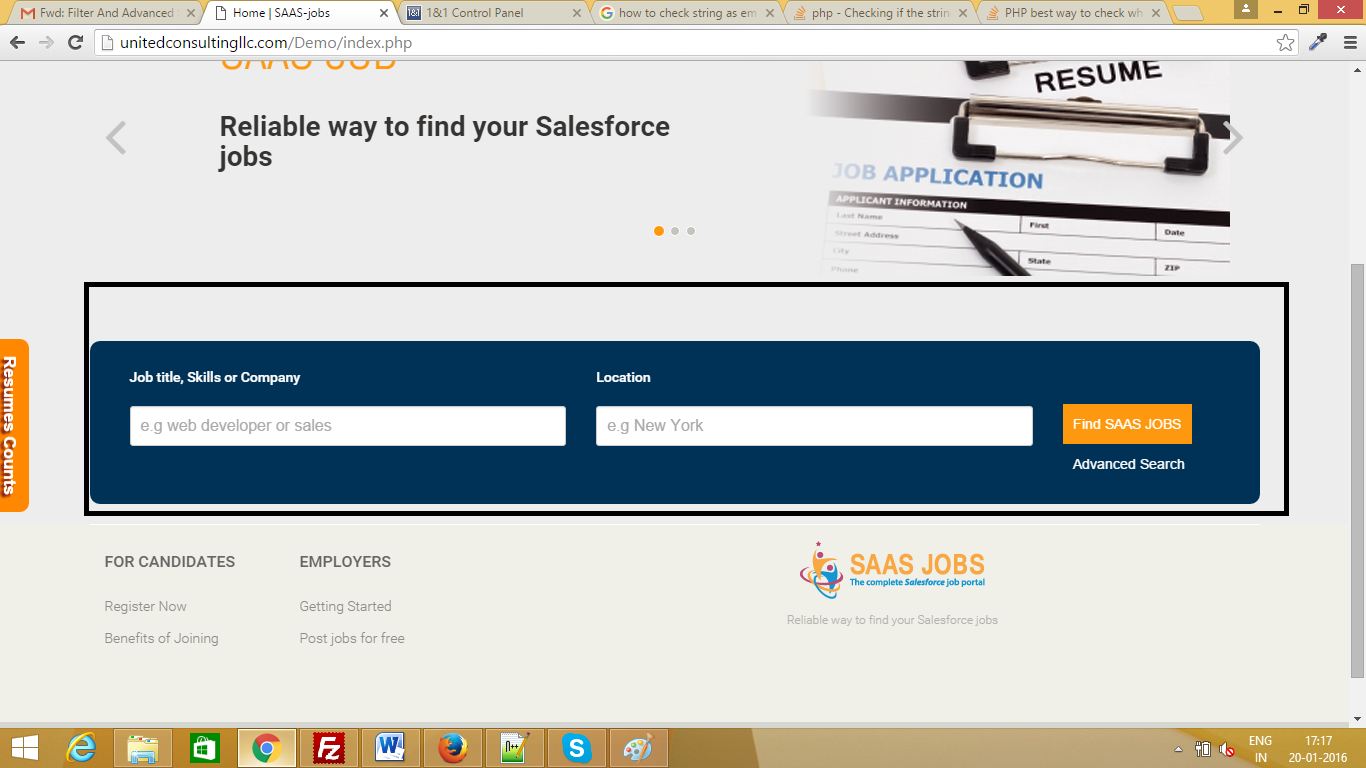 Fwd: Filter And Advanced
Home | SAAS-jobs
1&1 Control Panel
how to check string as em
php - Checking if the strin
PHP best way to check wh
unitedconsultingllc.com/Demo/index.php
SAAS JOB
Reliable way to find your Salesforce
jobs
RESUME
JOB APPLICATION
APPLICANT INFORMATION
Last Name
First
Date
Street Address
City
State
ZIP
Phone
Resumes Counts
Job title, Skills or Company
Location
e.g web developer or sales
e.g New York
Find SAAS JOBS
Advanced Search
FOR CANDIDATES
EMPLOYERS
Register Now
Getting Started
Benefits of Joining
Post jobs for free
SAAS JOBS
The complete Salesforce job portal
Reliable way to find your Salesforce jobs
ENG
IN
17:17
20-01-2016